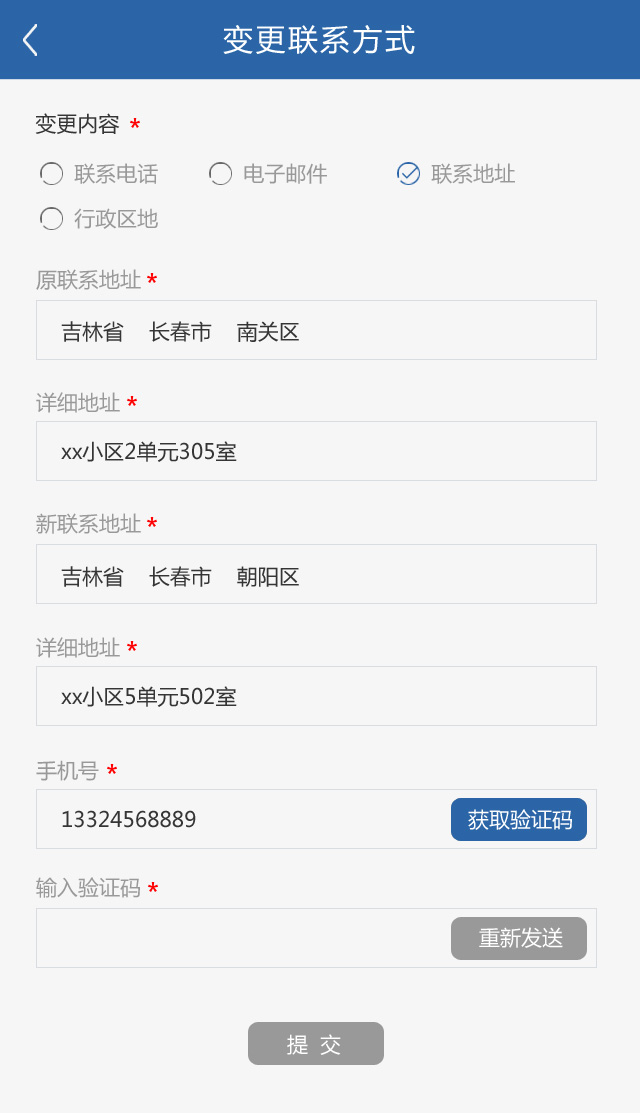 变更联系方式
变更内容 *
联系电话 电子邮件 联系地址
行政区地
原联系地址 *
吉林省 长春市 南关区
详细地址 *
xx小区2单元305室
新联系地址 *
吉林省 长春市 朝阳区
详细地址 *
xx小区5单元502室
手机号 *
13324568889 获取验证码
输入验证码 *
重新发送
提 交